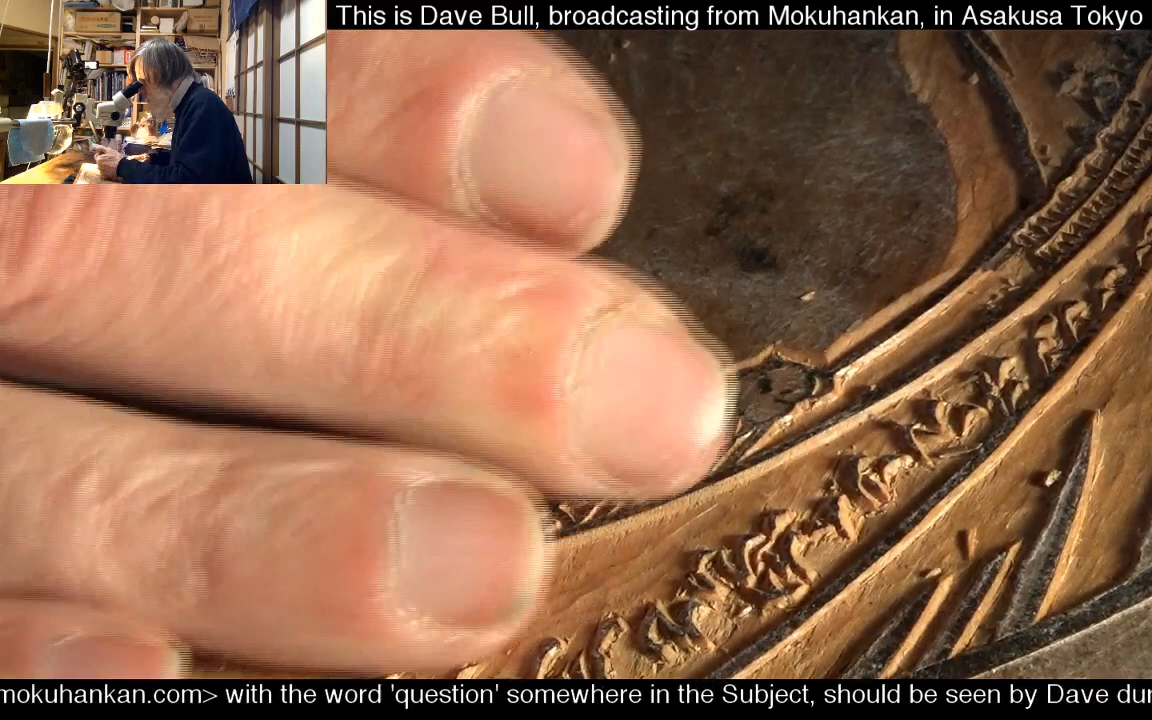 This is Dave Bull, broadcasting from Mokuhankan, in Asakusa Tokyo
mokuhankan.com> with the word 'question' somewhere in the Subject, should be seen by Dave dur